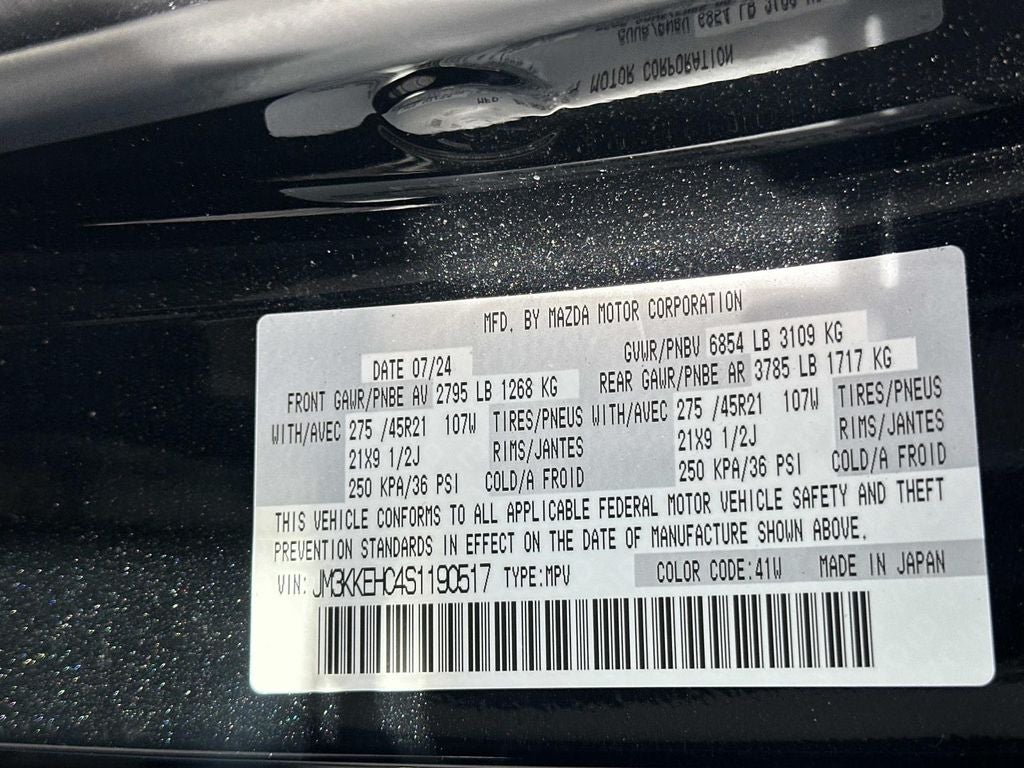 MOTOR CORPORATION
MFD. BY MAZDA MOTOR CORPORATION
DATE 07/24 GVWR/PNBV 6854 LB 3109 KG
FRONT GAWR/PNBE AV 2795 LB 1268 KG REAR GAWR/PNBE AR 3785 LB 1717 KG
WITH/AVEC 275 /45R21 107W TIRES/PNEUS WITH/AVEC 275 /45R21 107W TIRES/PNEUS
21X9 1/2J RIMS/JANTES 21X9 1/2J RIMS/JANTES
250 KPA/36 PSI COLD/A FROID 250 KPA/36 PSI COLD/A FROID
THIS VEHICLE CONFORMS TO ALL APPLICABLE FEDERAL MOTOR VEHICLE SAFETY AND THEFT
PREVENTION STANDARDS IN EFFECT ON THE DATE OF MANUFACTURE SHOWN ABOVE.
VIN: JM3KKEHC4S1190517 TYPE:MPV COLOR CODE:41W MADE IN JAPAN